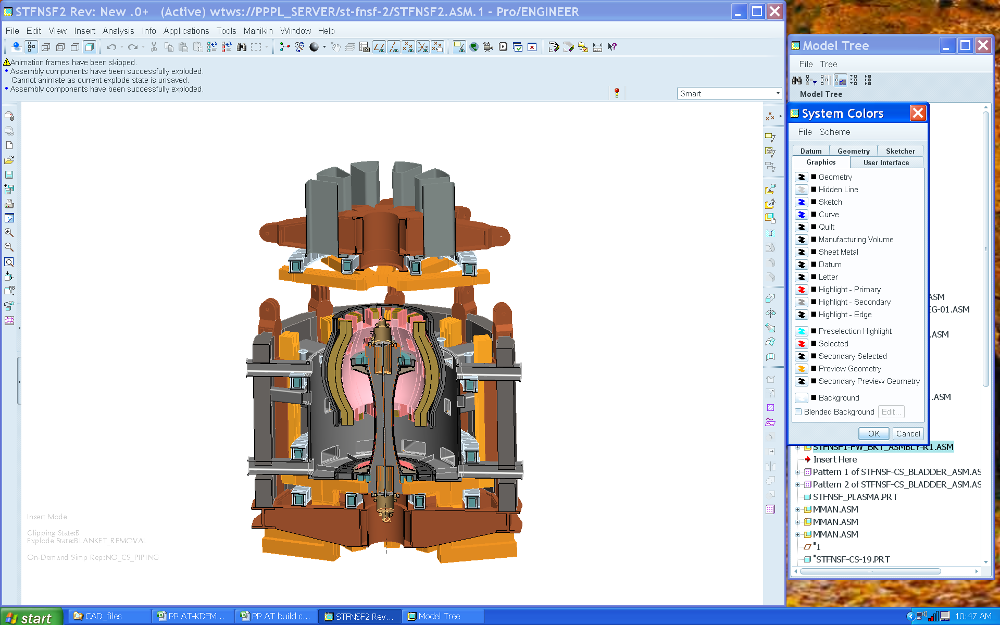 STFNSF2 Rev: New .0+ (Active) wtws://PPPL_SERVER/st-fnsf-2/STFNSF2.ASM.1 - Pro/ENGINEER
File Edit View Insert Analysis Info Applications Tools Manikin Window Help
Animation frames have been skipped.
Assembly components have been successfully exploded.
Cannot animate as current explode state is unsaved.
Assembly components have been successfully exploded.
Smart
Insert Mode
Clipping State:B
Explode State:BLANKET_REMOVAL
On-Demand Simp Rep:NO_CS_PIPING
Model Tree
File Tree
Model Tree
System Colors
File Scheme
Datum Geometry Sketcher
Graphics User Interface
Geometry
Hidden Line
Sketch
Curve
Quilt
Manufacturing Volume
Sheet Metal
Datum
Letter
Highlight - Primary
Highlight - Secondary
Highlight - Edge
Preselection Highlight
Selected
Secondary Selected
Preview Geometry
Secondary Preview Geometry
Background
Blended Background Edit...
OK Cancel
ASM
EG-01.ASM
.ASM
.ASM
STFNSF1-FW_BKT_ASMBLY-R1.ASM
Insert Here
Pattern 1 of STFNSF-CS_BLADDER_ASM.AS
Pattern 2 of STFNSF-CS_BLADDER_ASM.AS
STFNSF_PLASMA.PRT
MMAN.ASM
MMAN.ASM
MMAN.ASM
"1
"STFNSF-CS-19.PRT
start CAD_files PP AT-KDEM... PP AT build c... STFNSF2 Rev... Model Tree 10:47 AM